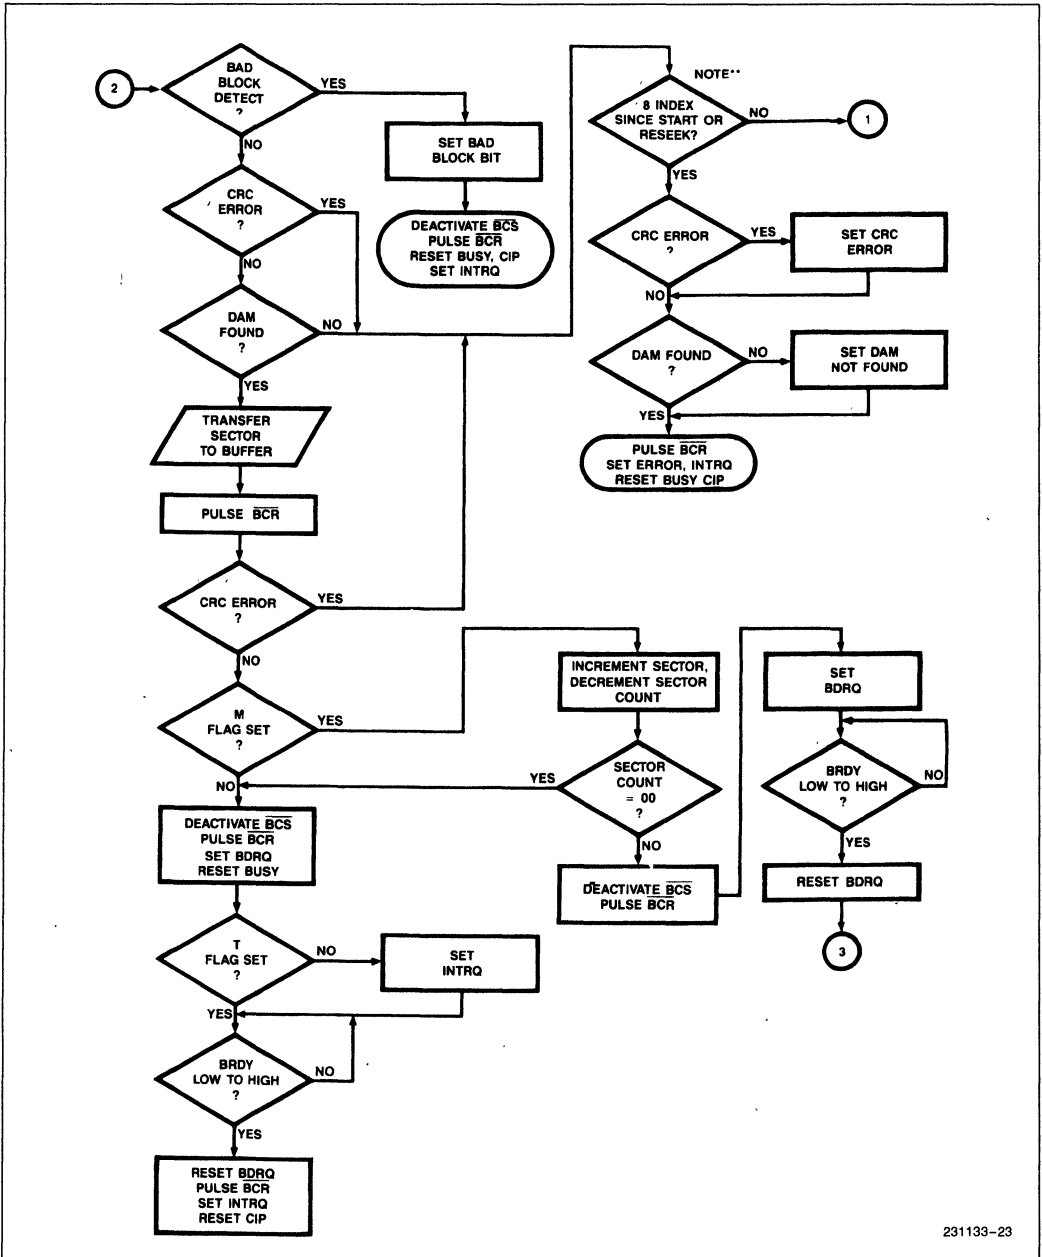 2
BAD
BLOCK
DETECT
?
YES
NO
SET BAD
BLOCK BIT
DEACTIVATE BCS
PULSE BCR
RESET BUSY, CIP
SET INTRQ
CRC
ERROR
?
YES
NO
DAM
FOUND
?
NO
YES
TRANSFER
SECTOR
TO BUFFER
PULSE BCR
CRC ERROR
?
YES
NO
M
FLAG SET
?
YES
NO
DEACTIVATE BCS
PULSE BCR
SET BDRQ
RESET BUSY
T
FLAG SET
?
NO
YES
SET
INTRQ
BRDY
LOW TO HIGH
?
NO
YES
RESET BDRQ
PULSE BCR
SET INTRQ
RESET CIP
NOTE**
8 INDEX
SINCE START OR
RESEEK?
NO
1
YES
CRC ERROR
?
YES
SET CRC
ERROR
NO
DAM FOUND
?
NO
SET DAM
NOT FOUND
YES
PULSE BCR
SET ERROR, INTRQ
RESET BUSY CIP
INCREMENT SECTOR,
DECREMENT SECTOR
COUNT
SECTOR
COUNT
= 00
?
YES
NO
DEACTIVATE BCS
PULSE BCR
SET
BDRQ
BRDY
LOW TO HIGH
?
NO
YES
RESET BDRQ
3
231133-23